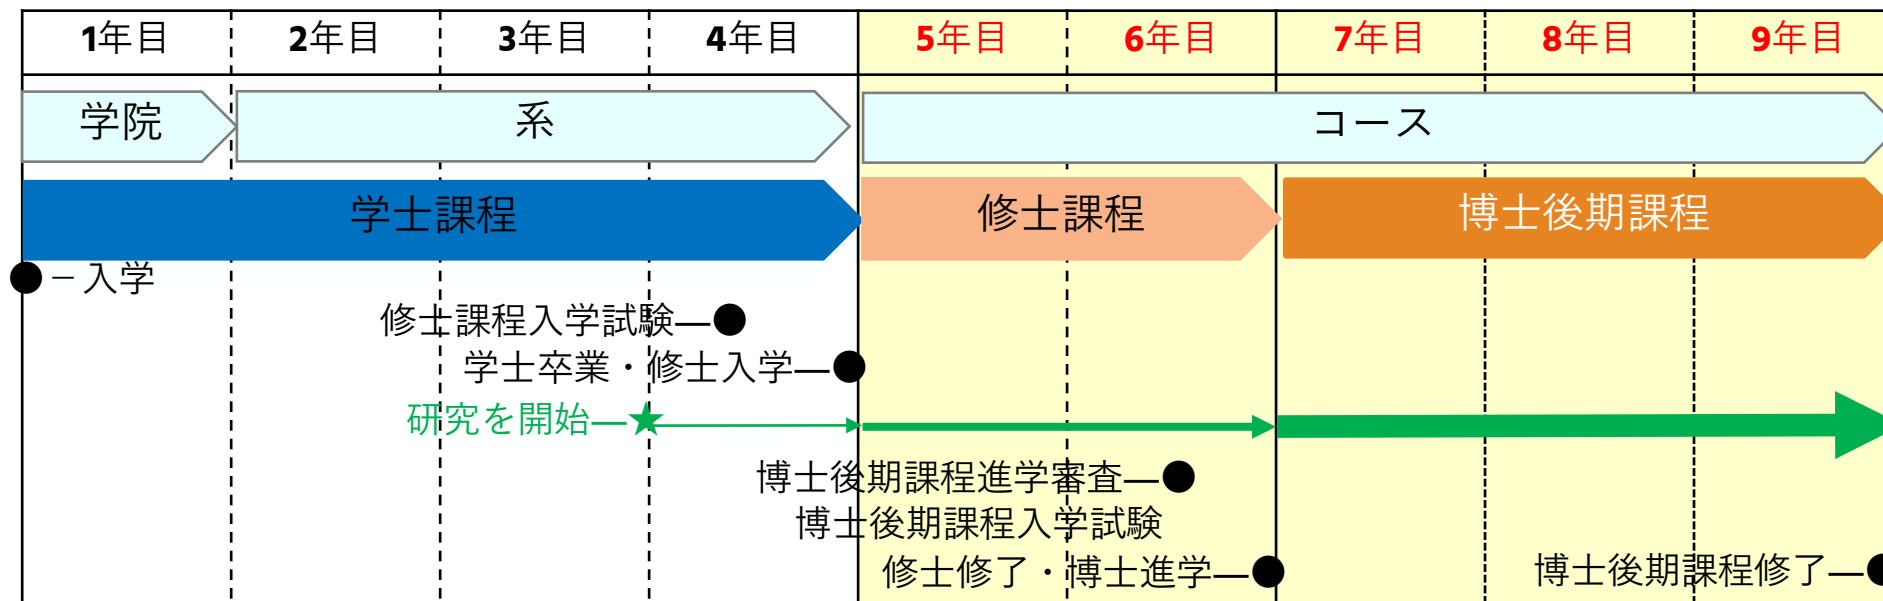 1年目 2年目 3年目 4年目 5年目 6年目 7年目 8年目 9年目
学院 系 コース
学士課程 修士課程 博士後期課程
－入学
修士課程入学試験—
学士卒業・修士入学—
研究を開始—★
博士後期課程進学審査—
博士後期課程入学試験
修士修了・博士進学— 博士後期課程修了—